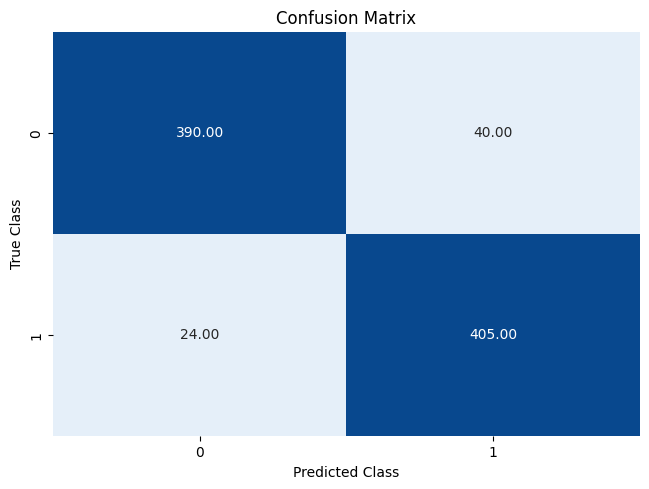 Confusion Matrix
True Class
0
390.00
40.00
1
24.00
405.00
0
1
Predicted Class